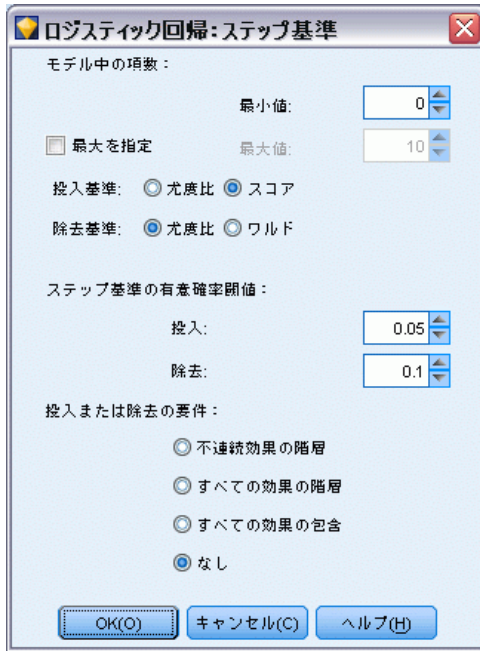 ロジスティック回帰:ステップ基準
モデル中の項数:
最小値: 0
最大を指定 最大値: 10
投入基準: 尤度比 スコア
除去基準: 尤度比 ワルド
ステップ基準の有意確率閾値:
投入: 0.05
除去: 0.1
投入または除去の要件:
不連続効果の階層
すべての効果の階層
すべての効果の包含
なし
OK(O) キャンセル(C) ヘルプ(H)